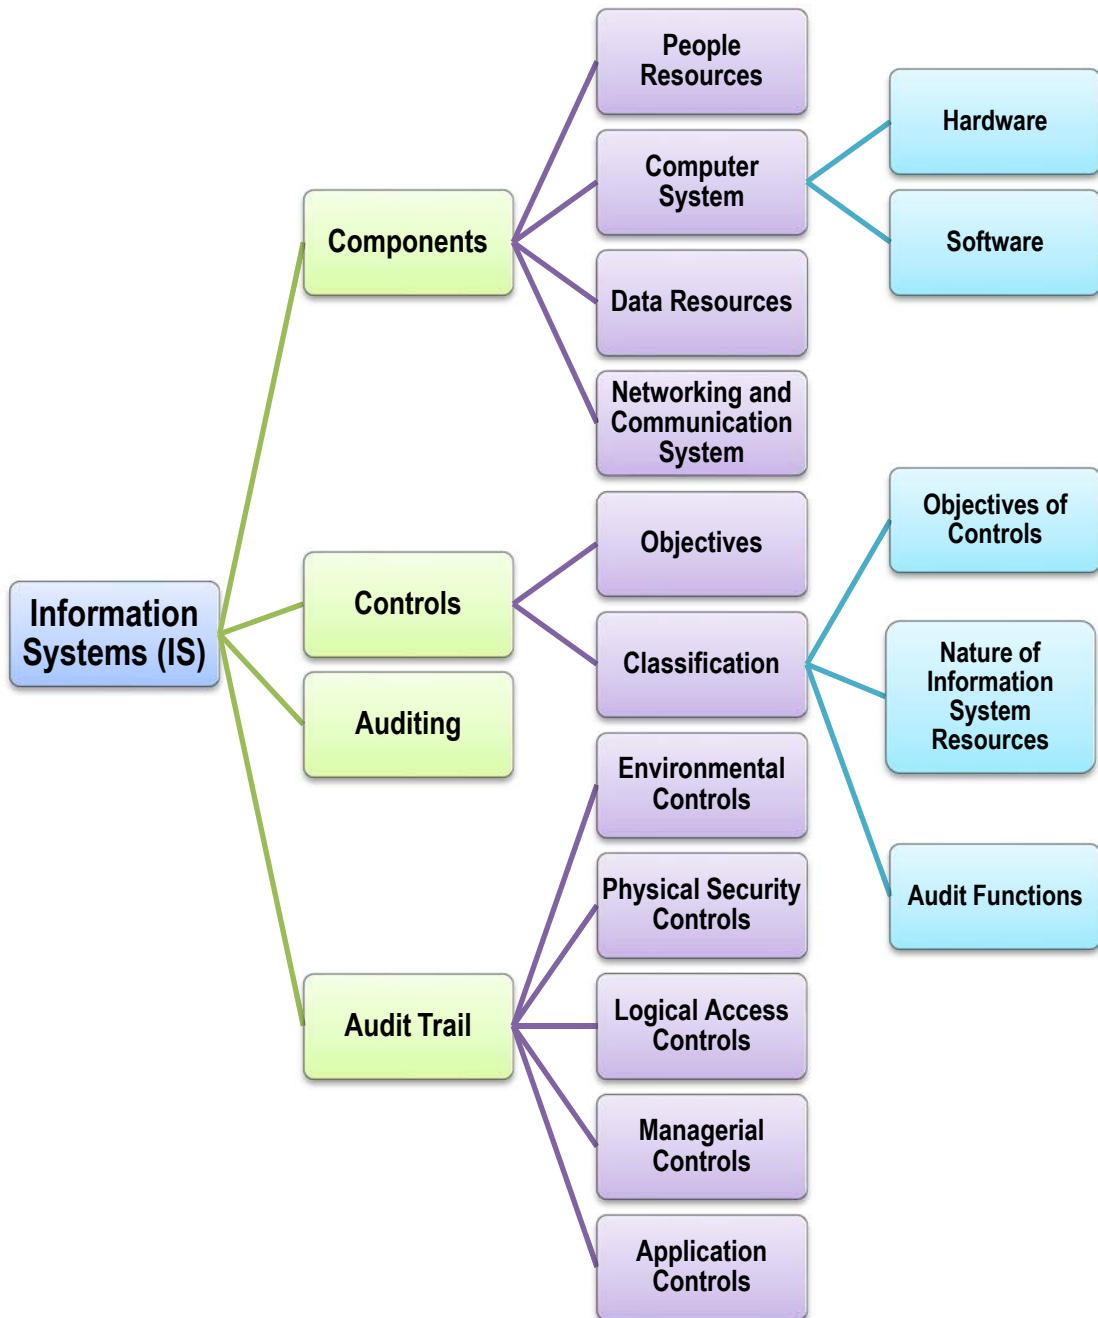 Information
Systems (IS)
Components
People
Resources
Computer
System
Hardware
Software
Data Resources
Networking and
Communication
System
Controls
Objectives
Classification
Objectives of
Controls
Nature of
Information
System
Resources
Audit Functions
Auditing
Audit Trail
Environmental
Controls
Physical Security
Controls
Logical Access
Controls
Managerial
Controls
Application
Controls